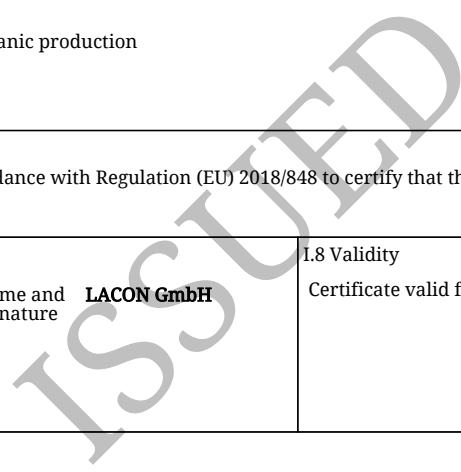 anic production
dance with Regulation (EU) 2018/848 to certify that th
I.8 Validity
me and LACON GmbH
nature
Certificate valid f
ISSUED